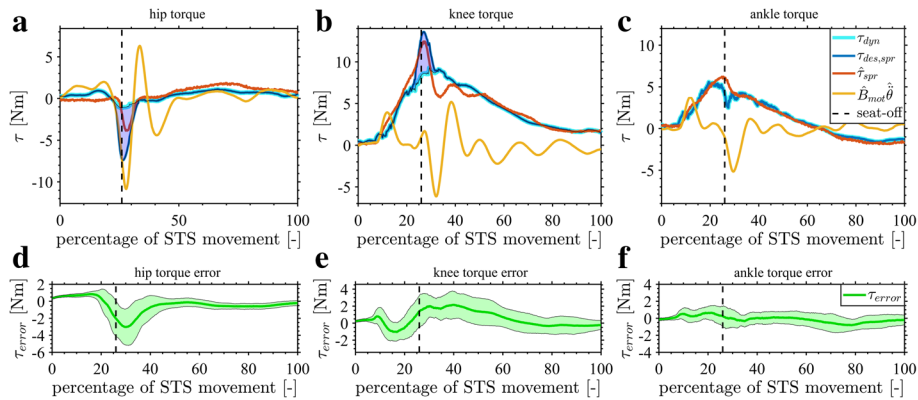 a hip torque
b knee torque
c ankle torque
τ [Nm]
5
0
-5
-10
0 50 100
percentage of STS movement [-]
τ [Nm]
10
5
0
-5
0 20 40 60 80 100
percentage of STS movement [-]
τ [Nm]
10
5
0
-5
0 20 40 60 80 100
percentage of STS movement [-]
τ_dyn
τ_des,spr
τ̂_spr
B̂_mot θ̈̂
seat-off
d hip torque error
e knee torque error
f ankle torque error
τ_error [Nm]
2
0
-2
-4
-6
0 20 40 60 80 100
percentage of STS movement [-]
τ_error [Nm]
4
2
0
-2
0 20 40 60 80 100
percentage of STS movement [-]
τ_error [Nm]
4
2
0
-2
-4
0 20 40 60 80 100
percentage of STS movement [-]
τ_error